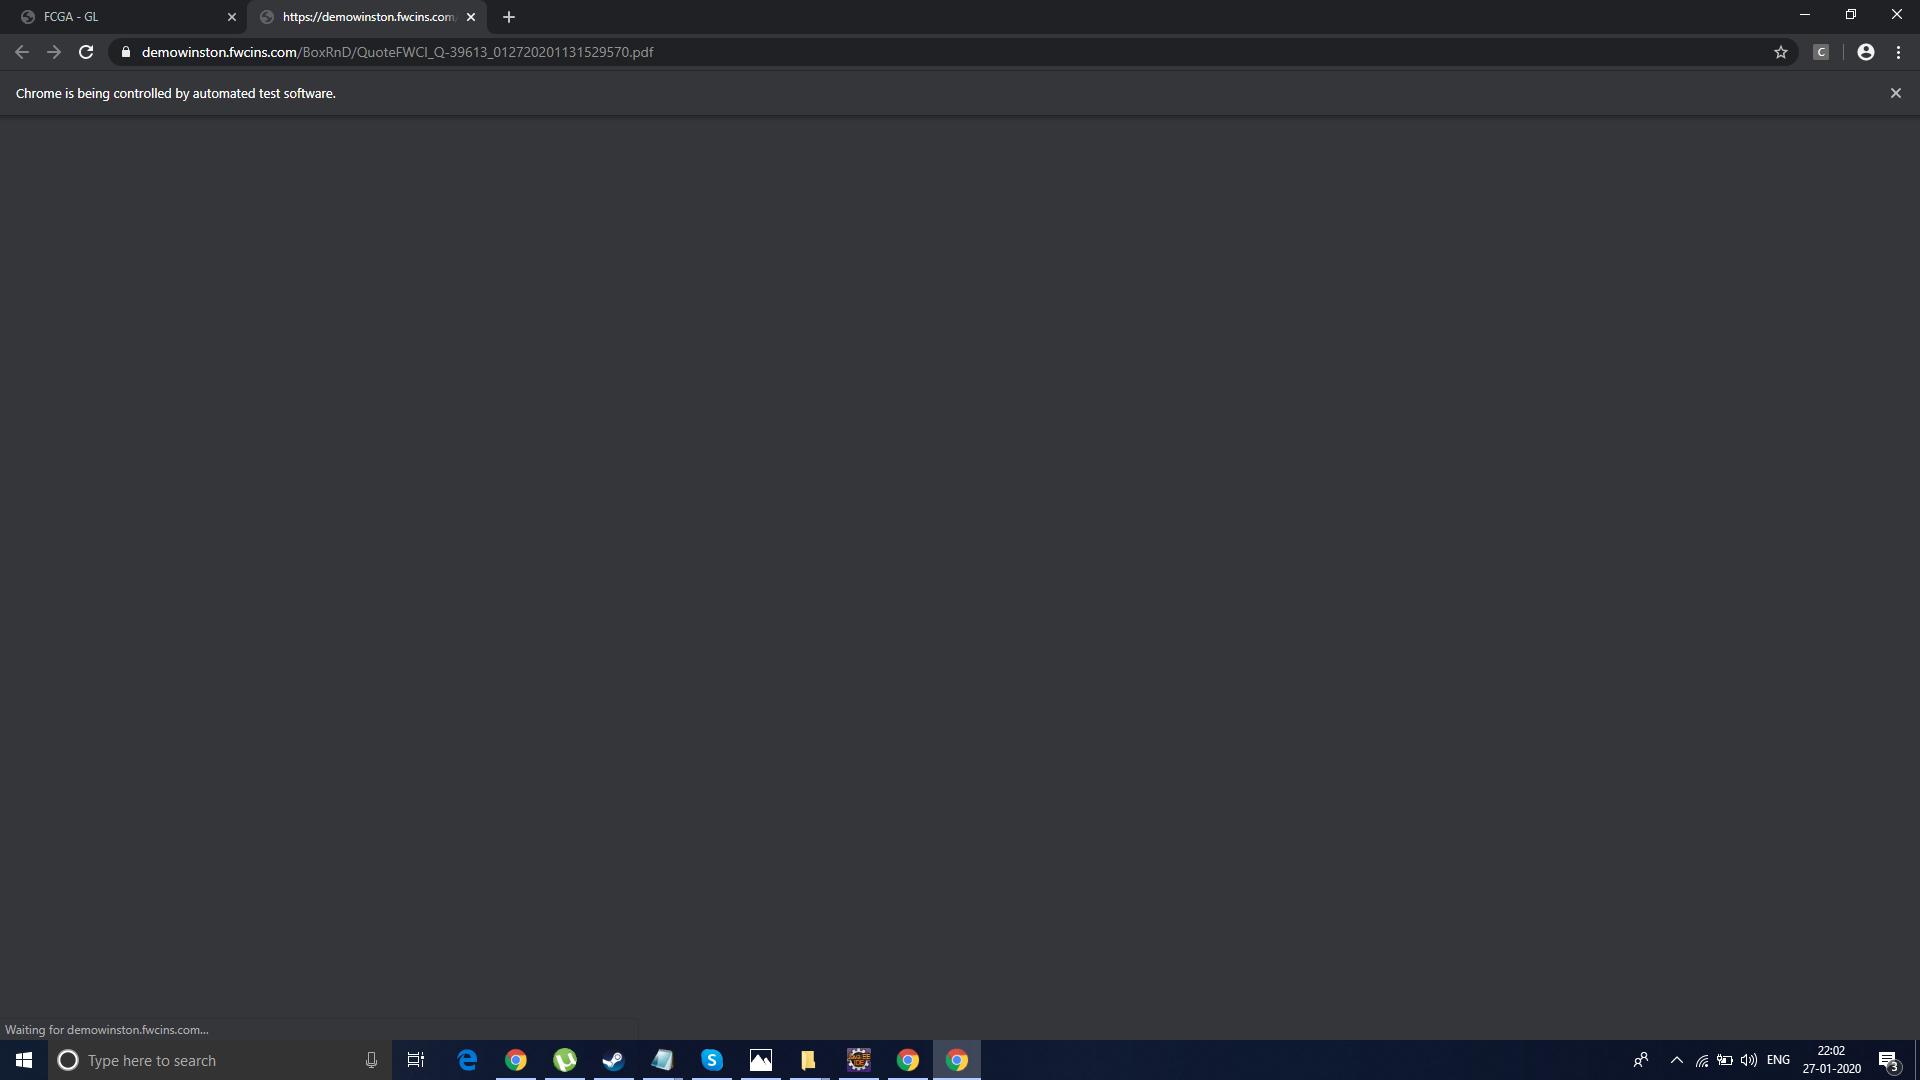 FCGA - GL
https://demowinston.fwcins.com/
demowinston.fwcins.com/BoxRnD/QuoteFWCI_Q-39613_012720201131529570.pdf
C
Chrome is being controlled by automated test software.
Waiting for demowinston.fwcins.com...
Type here to search
ENG
22:02
27-01-2020
3